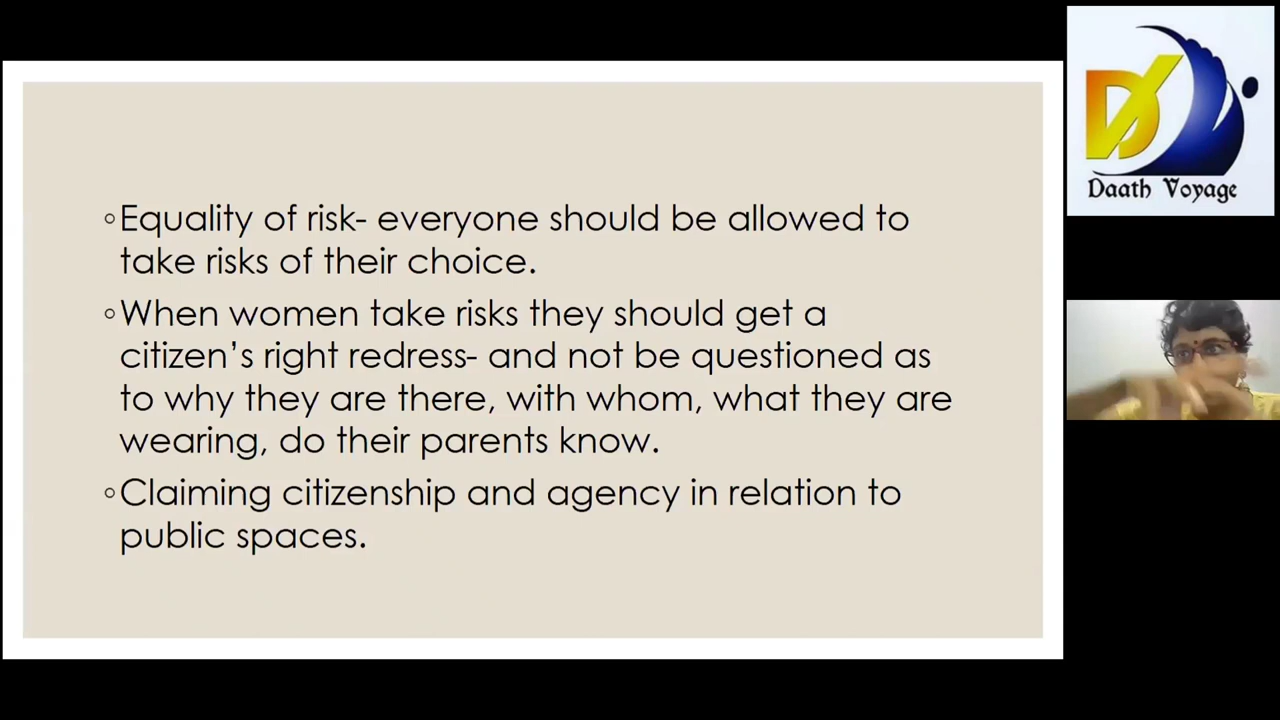 ◦Equality of risk- everyone should be allowed to
take risks of their choice.
◦When women take risks they should get a
citizen’s right redress- and not be questioned as
to why they are there, with whom, what they are
wearing, do their parents know.
◦Claiming citizenship and agency in relation to
public spaces.
DV
Daath Voyage